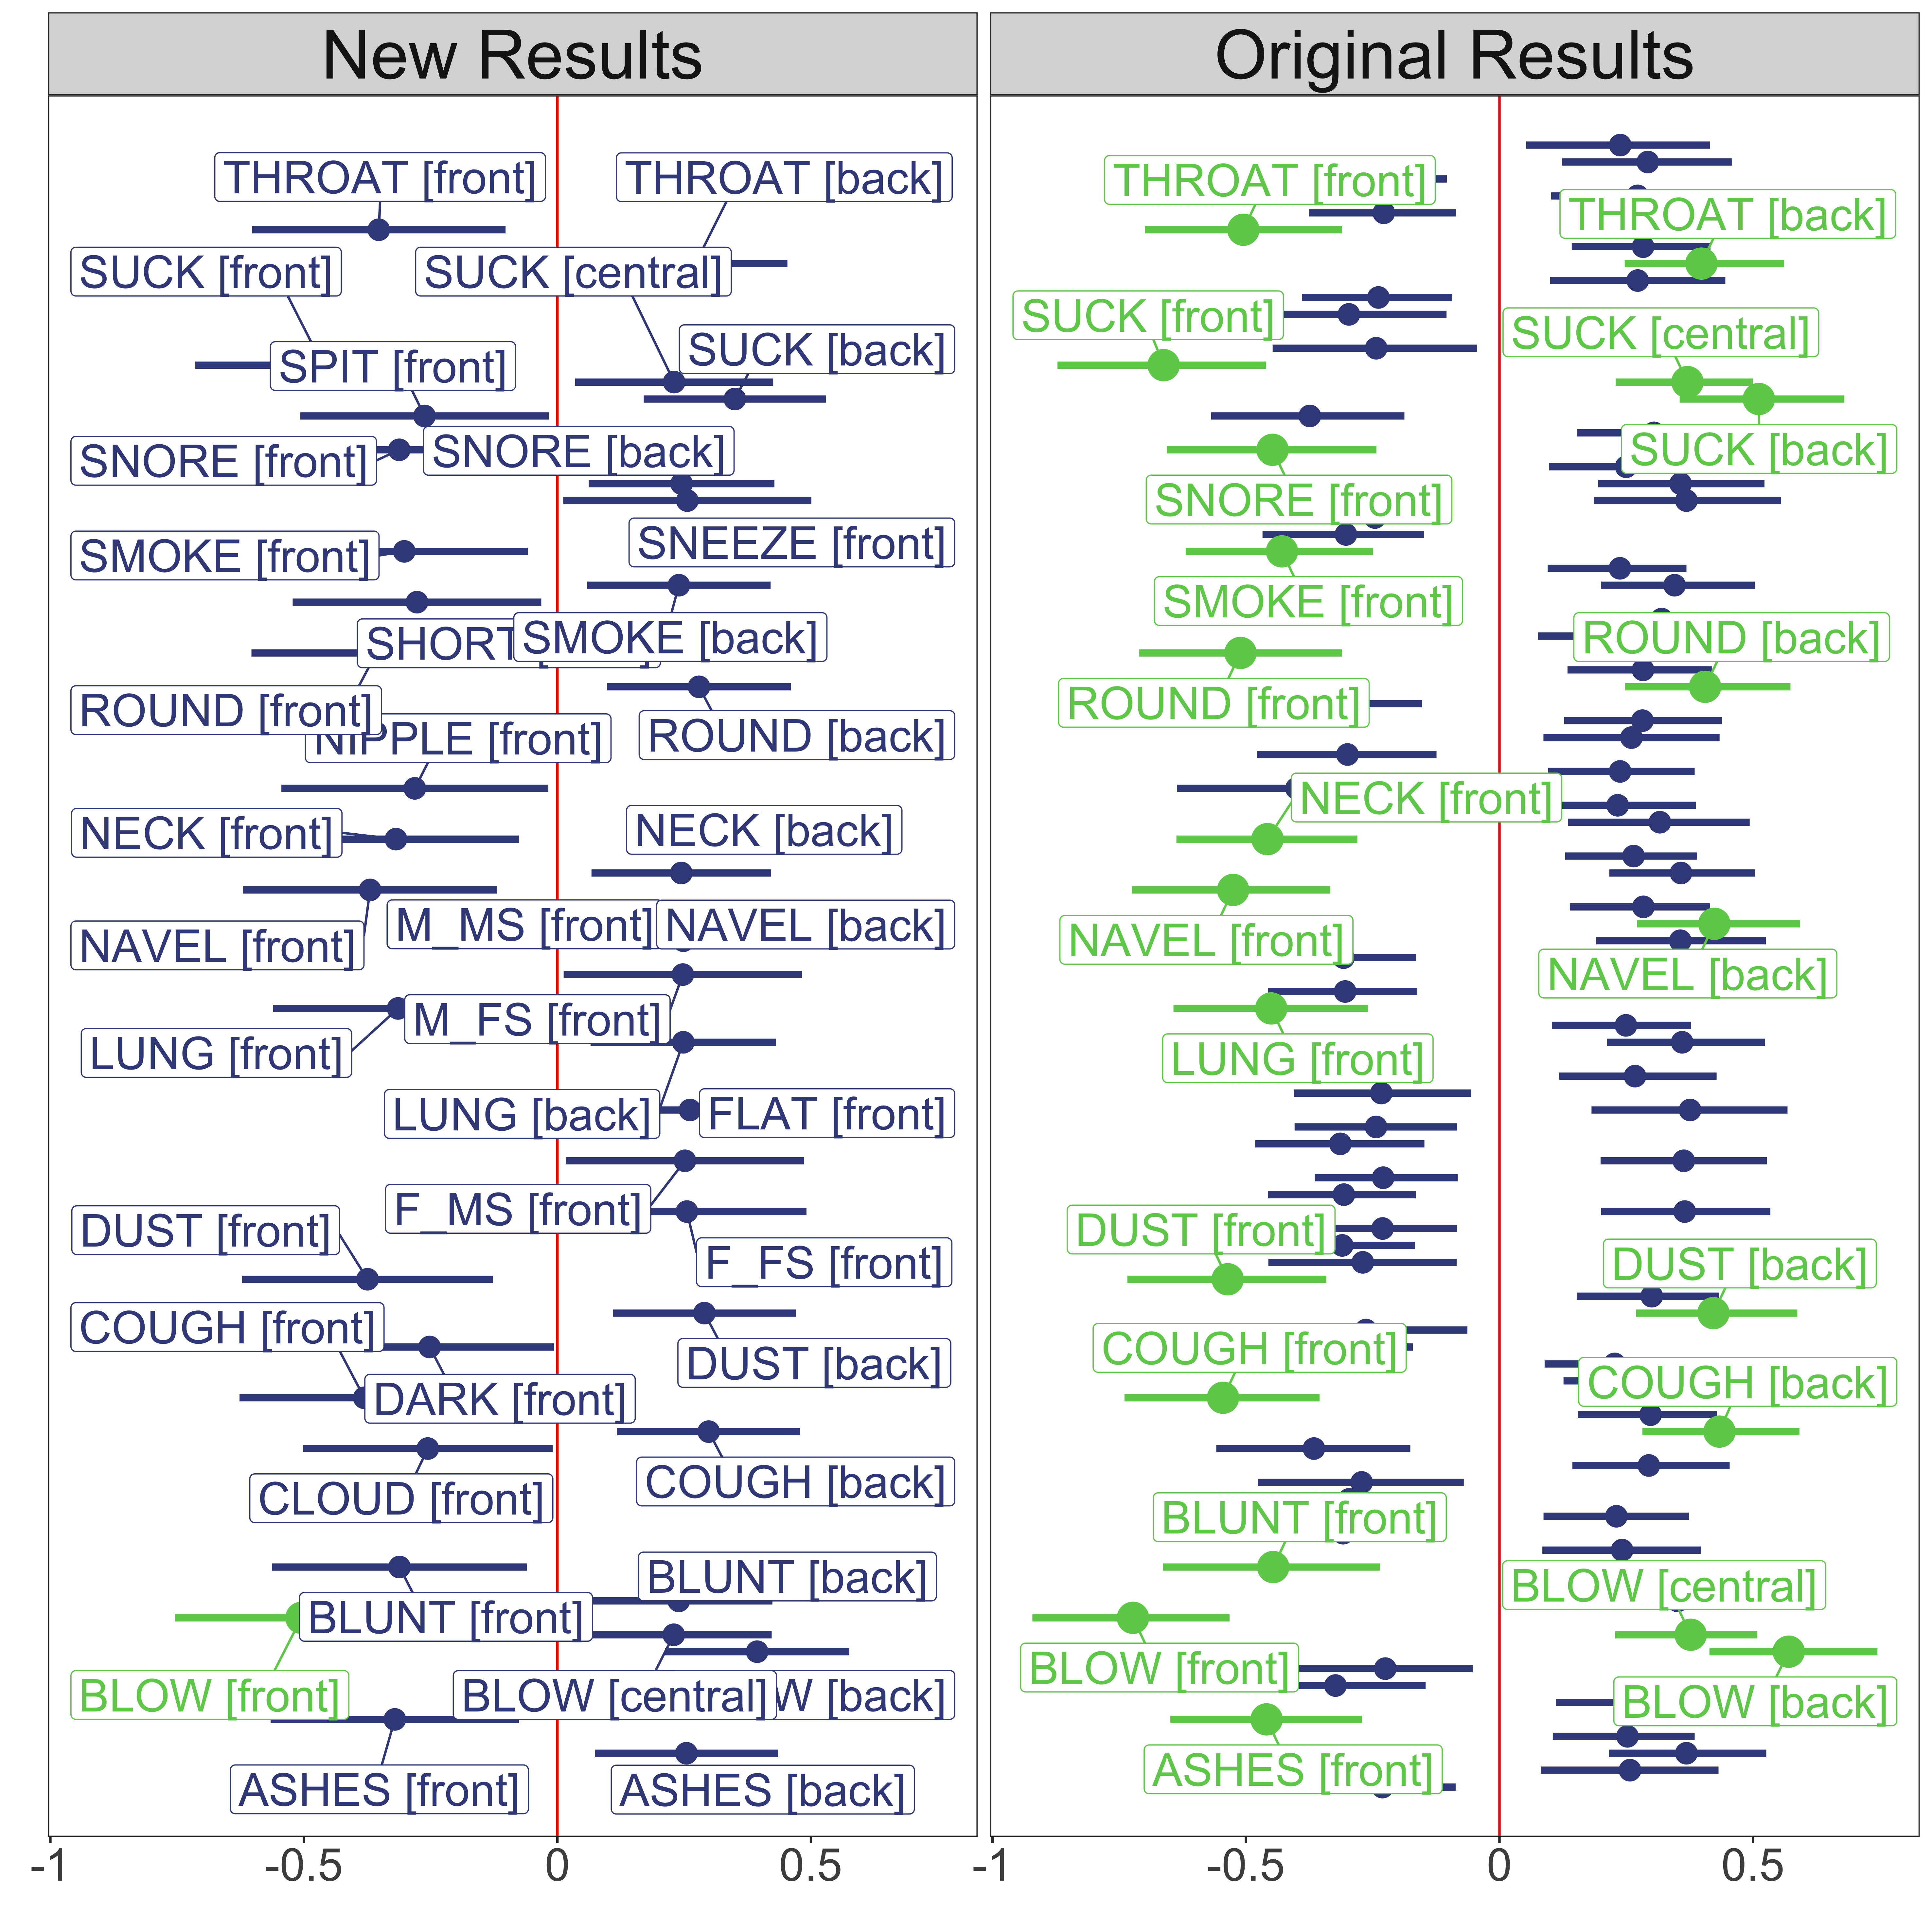 New Results
THROAT [front]
THROAT [back]
SUCK [front]
SUCK [central]
SUCK [back]
SPIT [front]
SNORE [back]
SNORE [front]
SNEEZE [front]
SMOKE [front]
SMOKE [back]
SHORT
ROUND [front]
ROUND [back]
NIPPLE [front]
NECK [front]
NECK [back]
M_MS [front]
NAVEL [back]
NAVEL [front]
M_FS [front]
LUNG [front]
LUNG [back]
FLAT [front]
F_MS [front]
DUST [front]
F_FS [front]
COUGH [front]
DUST [back]
DARK [front]
COUGH [back]
CLOUD [front]
BLUNT [back]
BLUNT [front]
BLOW [front]
BLOW [central]
W [back]
ASHES [front]
ASHES [back]
-1
-0.5
0
0.5
Original Results
THROAT [front]
THROAT [back]
SUCK [front]
SUCK [central]
SUCK [back]
SNORE [front]
SMOKE [front]
ROUND [back]
ROUND [front]
NECK [front]
NAVEL [front]
NAVEL [back]
LUNG [front]
DUST [front]
DUST [back]
COUGH [front]
COUGH [back]
BLUNT [front]
BLOW [central]
BLOW [front]
BLOW [back]
ASHES [front]
-1
-0.5
0
0.5